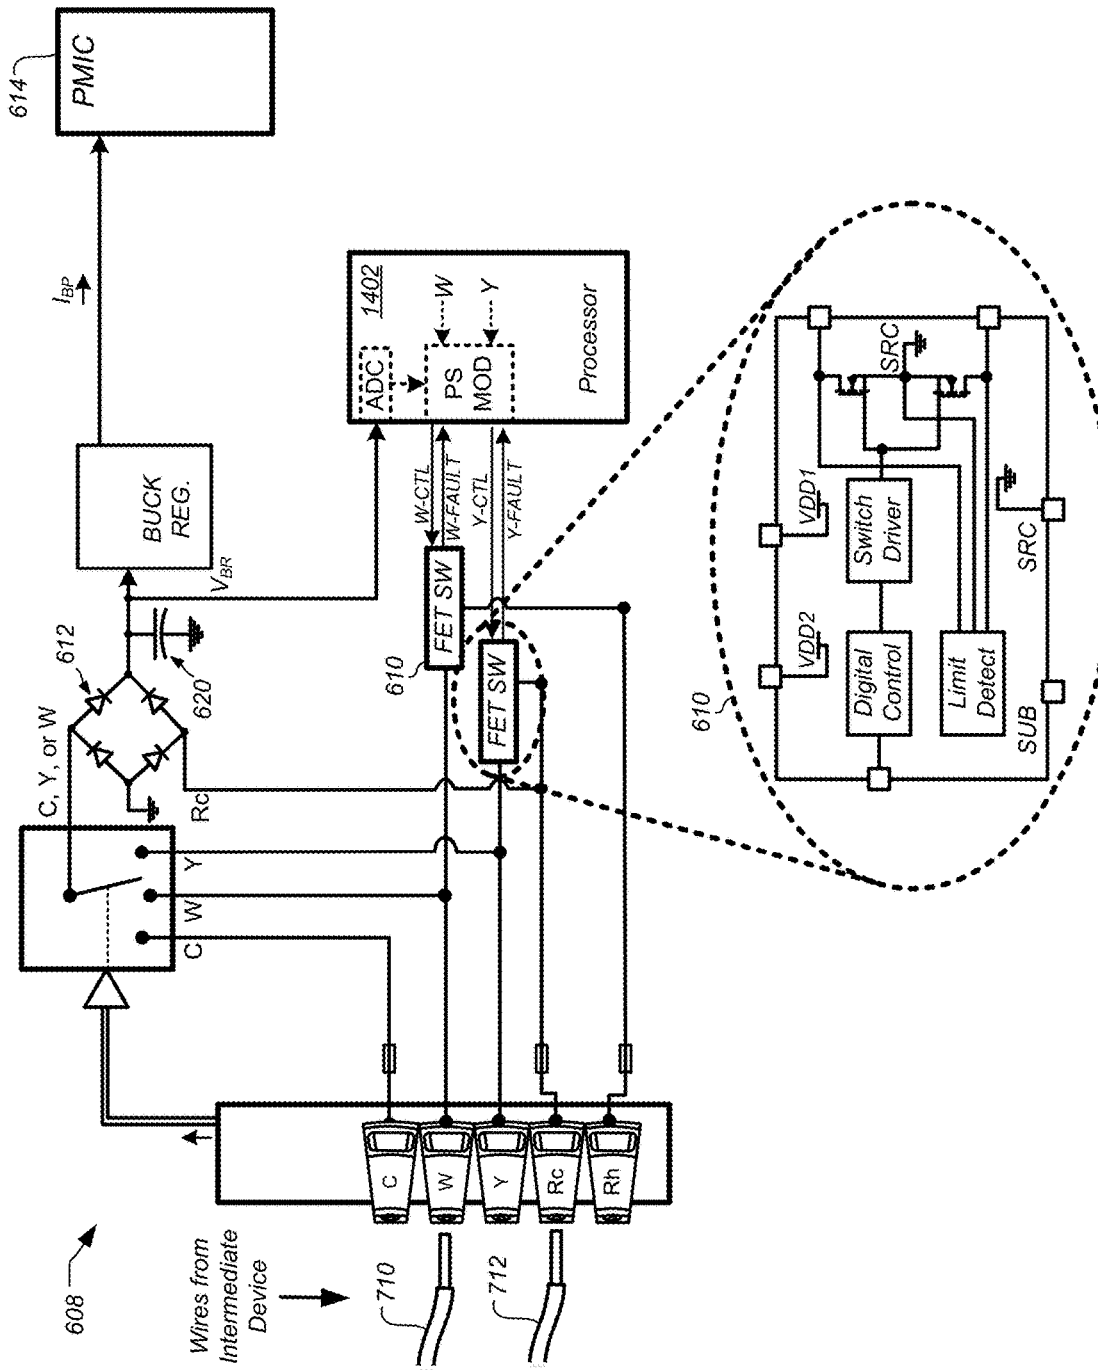 608
Wires from
Intermediate
Device
710
712
C
W
Y
Rc
Rh
C
W
Y
C, Y, or W
Rc
612
620
V_BR
BUCK
REG.
I_BP
614
PMIC
FET SW
610
FET SW
W-CTL
W-FAULT
Y-CTL
Y-FAULT
ADC
1402
PS
MOD
W
Y
Processor
610
VDD2
VDD1
Digital
Control
Switch
Driver
SRC
Limit
Detect
SUB
SRC